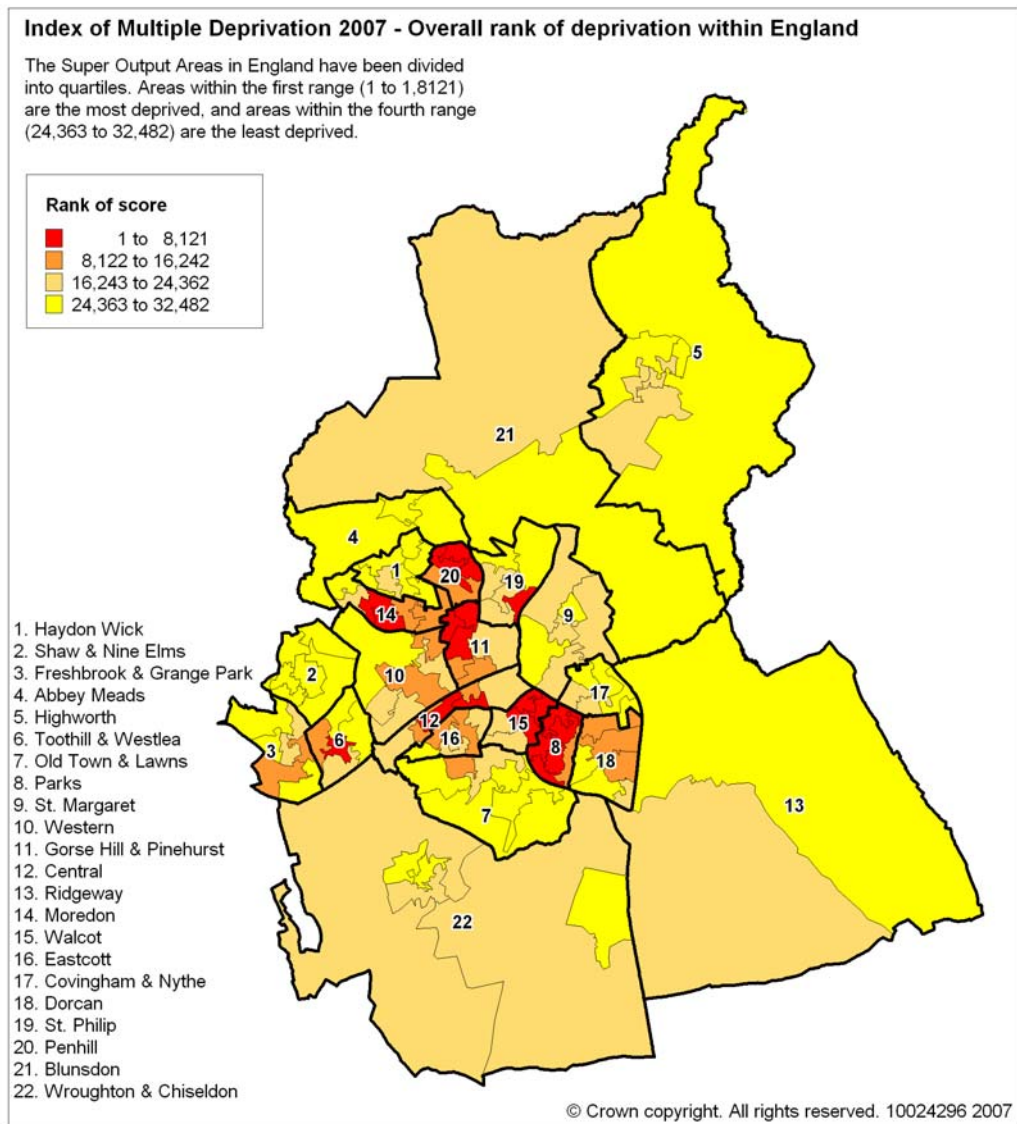 Index of Multiple Deprivation 2007 - Overall rank of deprivation within England
The Super Output Areas in England have been divided
into quartiles. Areas within the first range (1 to 1,8121)
are the most deprived, and areas within the fourth range
(24,363 to 32,482) are the least deprived.
Rank of score
1 to 8,121
8,122 to 16,242
16,243 to 24,362
24,363 to 32,482
5
21
4
1
20
19
14
9
11
2
10
17
12
15
16
3
6
8
18
7
13
22
1. Haydon Wick
2. Shaw & Nine Elms
3. Freshbrook & Grange Park
4. Abbey Meads
5. Highworth
6. Toothill & Westlea
7. Old Town & Lawns
8. Parks
9. St. Margaret
10. Western
11. Gorse Hill & Pinehurst
12. Central
13. Ridgeway
14. Moredon
15. Walcot
16. Eastcott
17. Covingham & Nythe
18. Dorcan
19. St. Philip
20. Penhill
21. Blunsdon
22. Wroughton & Chiseldon
© Crown copyright. All rights reserved. 10024296 2007